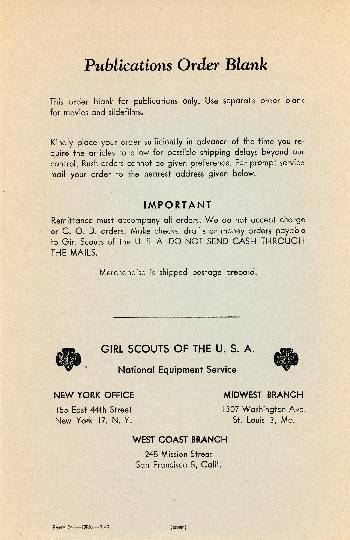 Publications Order Blank
This order blank for publications only. Use separate order blank
for movies and slidefilms.
Kindly place your order sufficiently in advance of the time you re-
quire the articles to allow for possible shipping delays beyond our
control. Rush orders cannot be given preference. For prompt service
mail your order to the nearest address given below.
IMPORTANT
Remittance must accompany all orders. We do not accept charge
or C. O. D. orders. Make checks, drafts or money orders payable
to Girl Scouts of the U. S. A. DO NOT SEND CASH THROUGH
THE MAILS.
Merchandise is shipped postage prepaid.
GIRL SCOUTS OF THE U. S. A.
National Equipment Service
NEW YORK OFFICE
155 East 44th Street
New York 17, N. Y.
MIDWEST BRANCH
1307 Washington Ave.
St. Louis 3, Mo.
WEST COAST BRANCH
245 Mission Street
San Francisco 5, Calif.
(over)